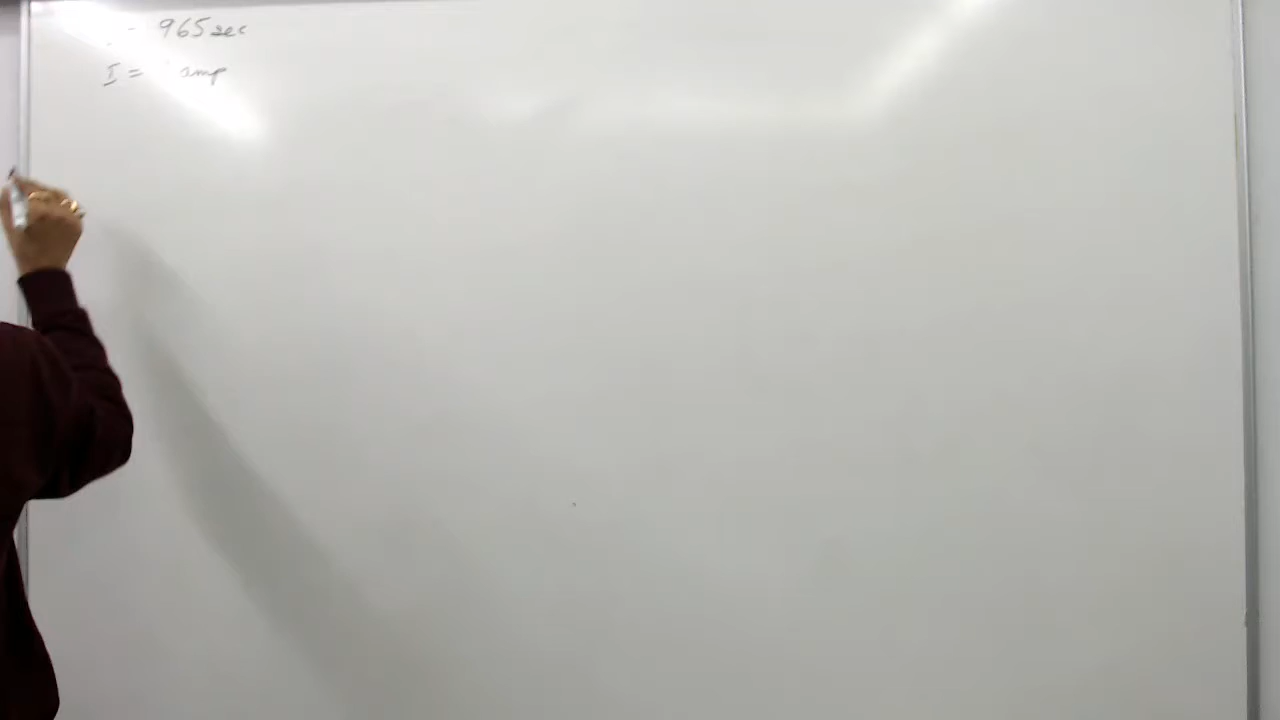 = 965 sec
I = amp